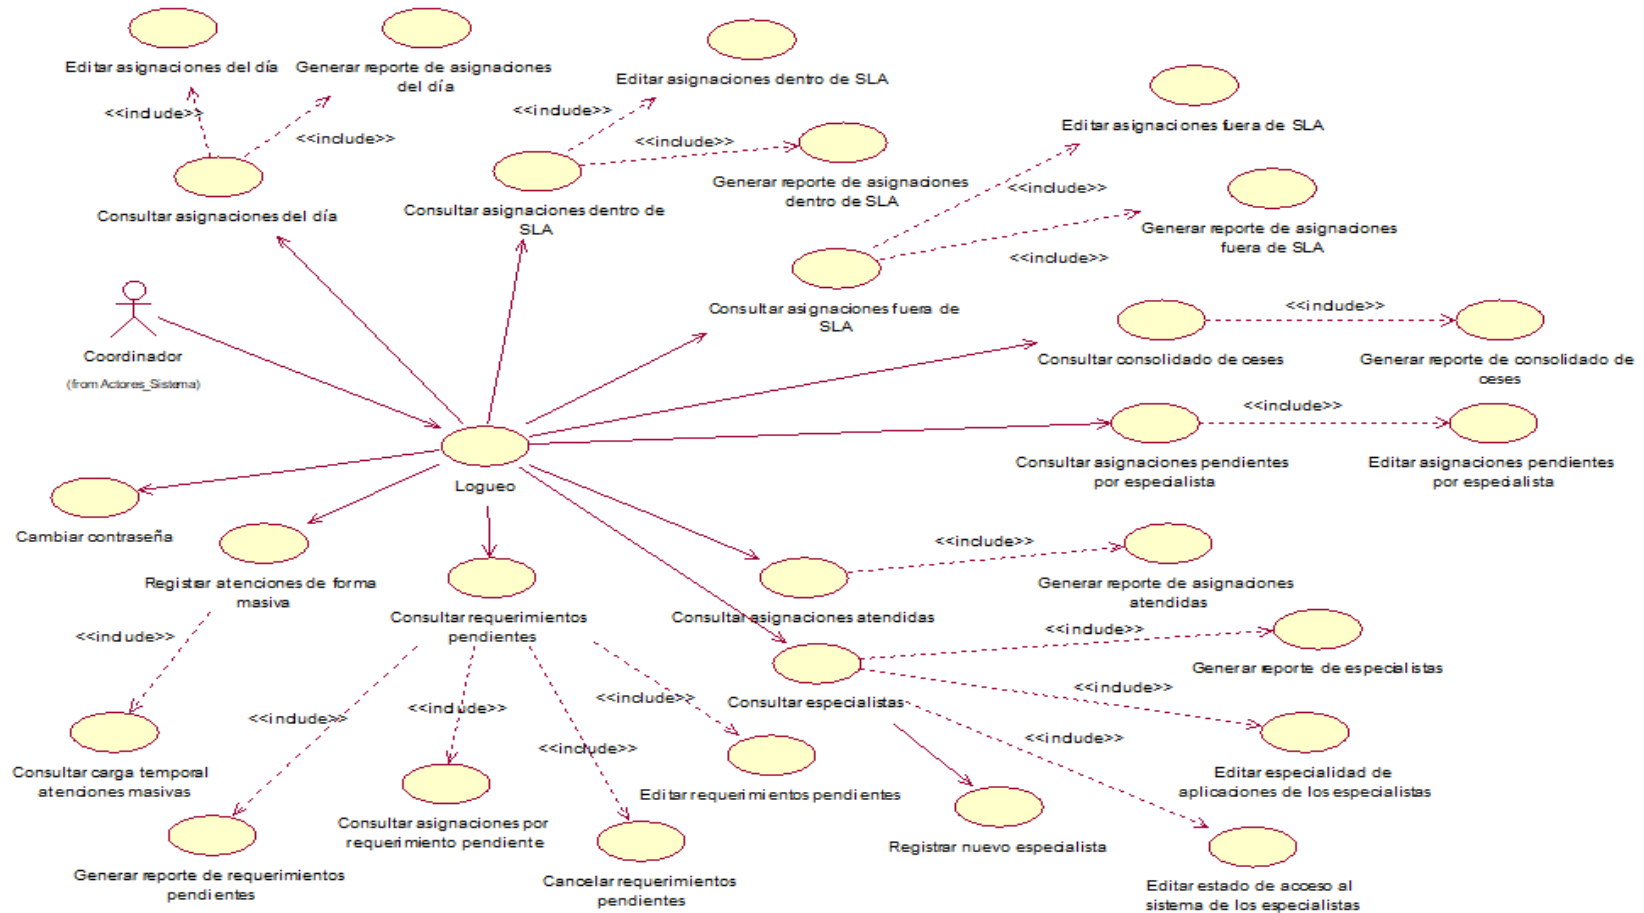 Editar asignaciones del día
Generar reporte de asignaciones
del día
Editar asignaciones dentro de SLA
Editar asignaciones fuera de SLA
<<include>>
<<include>>
<<include>>
<<include>>
Generar reporte de asignaciones
dentro de SLA
<<include>>
Consultar asignaciones del día
Consultar asignaciones dentro de
SLA
Generar reporte de asignaciones
fuera de SLA
<<include>>
Consultar asignaciones fuera de
SLA
<<include>>
Coordinador
(from Actores_Sistema)
Consultar consolidado de ceses
Generar reporte de consolidado de
ceses
<<include>>
Logueo
Consultar asignaciones pendientes
por especialista
Editar asignaciones pendientes
por especialista
Cambiar contraseña
Registrar atenciones de forma
masiva
<<include>>
Consultar requerimientos
pendientes
<<include>>
Generar reporte de asignaciones
atendidas
Consultar asignaciones atendidas
<<include>>
Generar reporte de especialistas
Consultar especialistas
<<include>>
<<include>>
<<include>>
<<include>>
<<include>>
<<include>>
Consultar carga temporal
atenciones masivas
Editar requerimientos pendientes
Editar especialidad de
aplicaciones de los especialistas
Consultar asignaciones por
requerimiento pendiente
Registrar nuevo especialista
Generar reporte de requerimientos
pendientes
Cancelar requerimientos
pendientes
Editar estado de acceso al
sistema de los especialistas